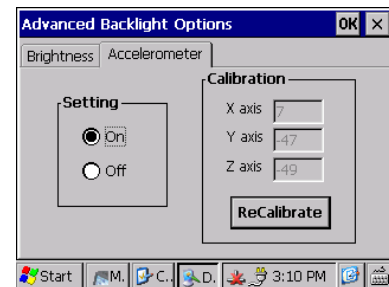 Advanced Backlight Options OK ×
Brightness Accelerometer
Setting
On
Off
Calibration
X axis 7
Y axis -47
Z axis -49
ReCalibrate
Start M. C.. D. 3:10 PM